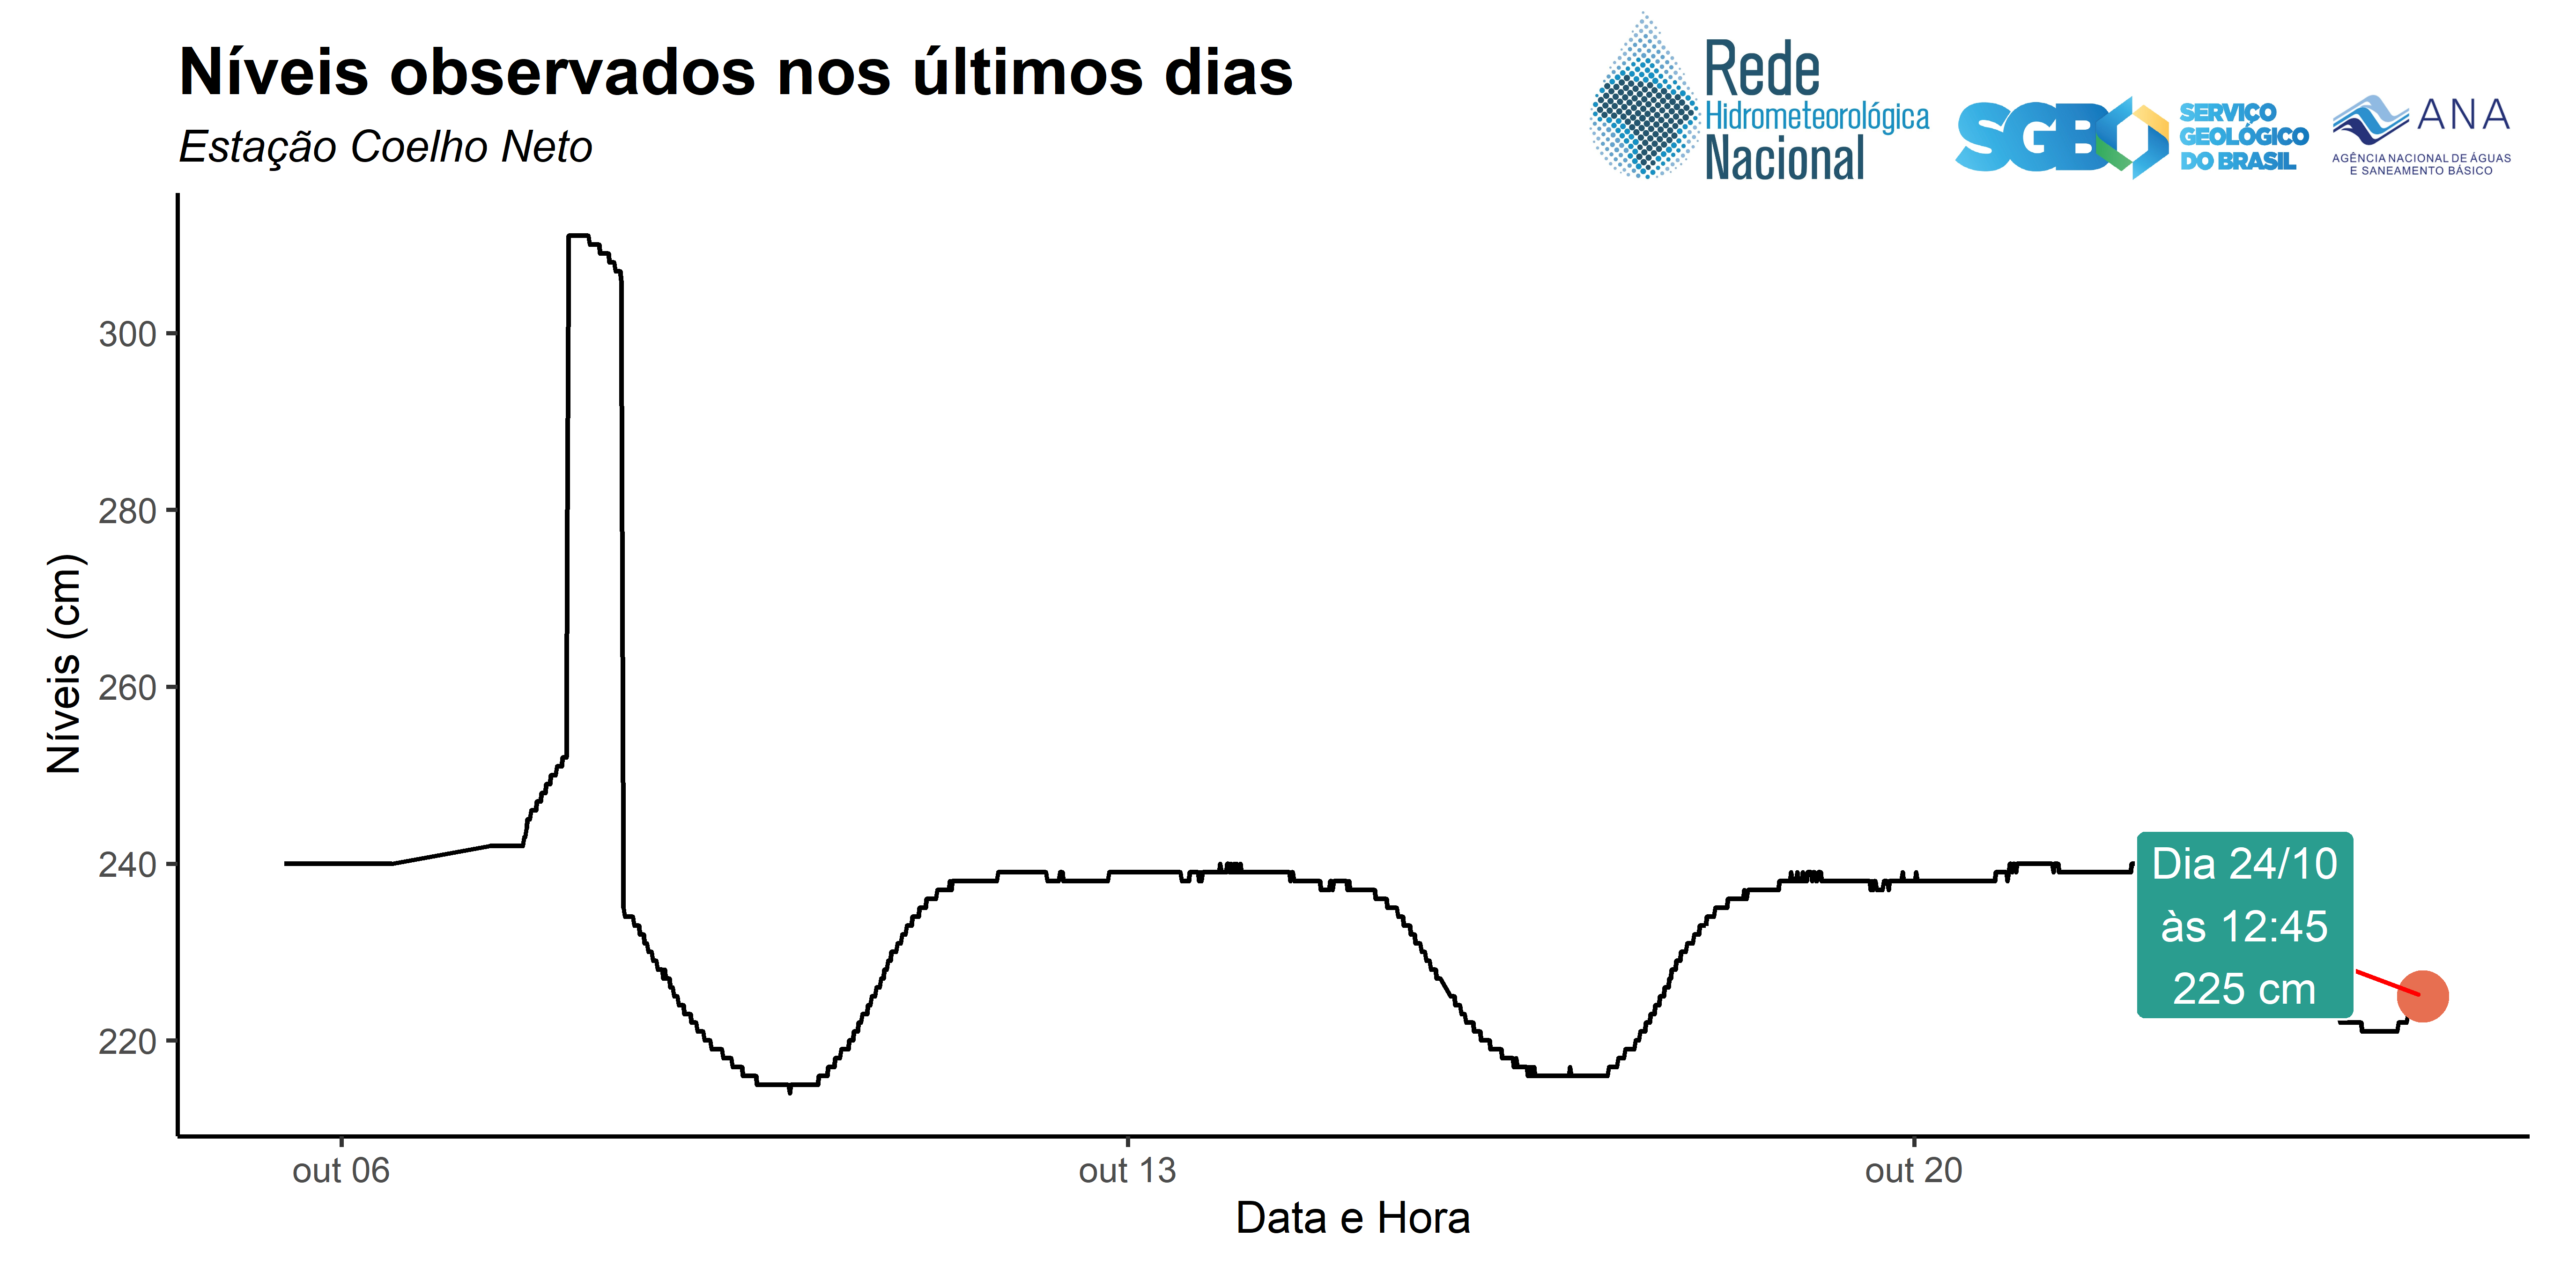 Níveis observados nos últimos dias
Estação Coelho Neto
Rede
Hidrometeorológica
Nacional
SGB
SERVIÇO
GEOLÓGICO
DO BRASIL
ANA
AGÊNCIA NACIONAL DE ÁGUAS
E SANEAMENTO BÁSICO
Níveis (cm)
300
280
260
240
220
Dia 24/10
às 12:45
225 cm
out 06
out 13
out 20
Data e Hora